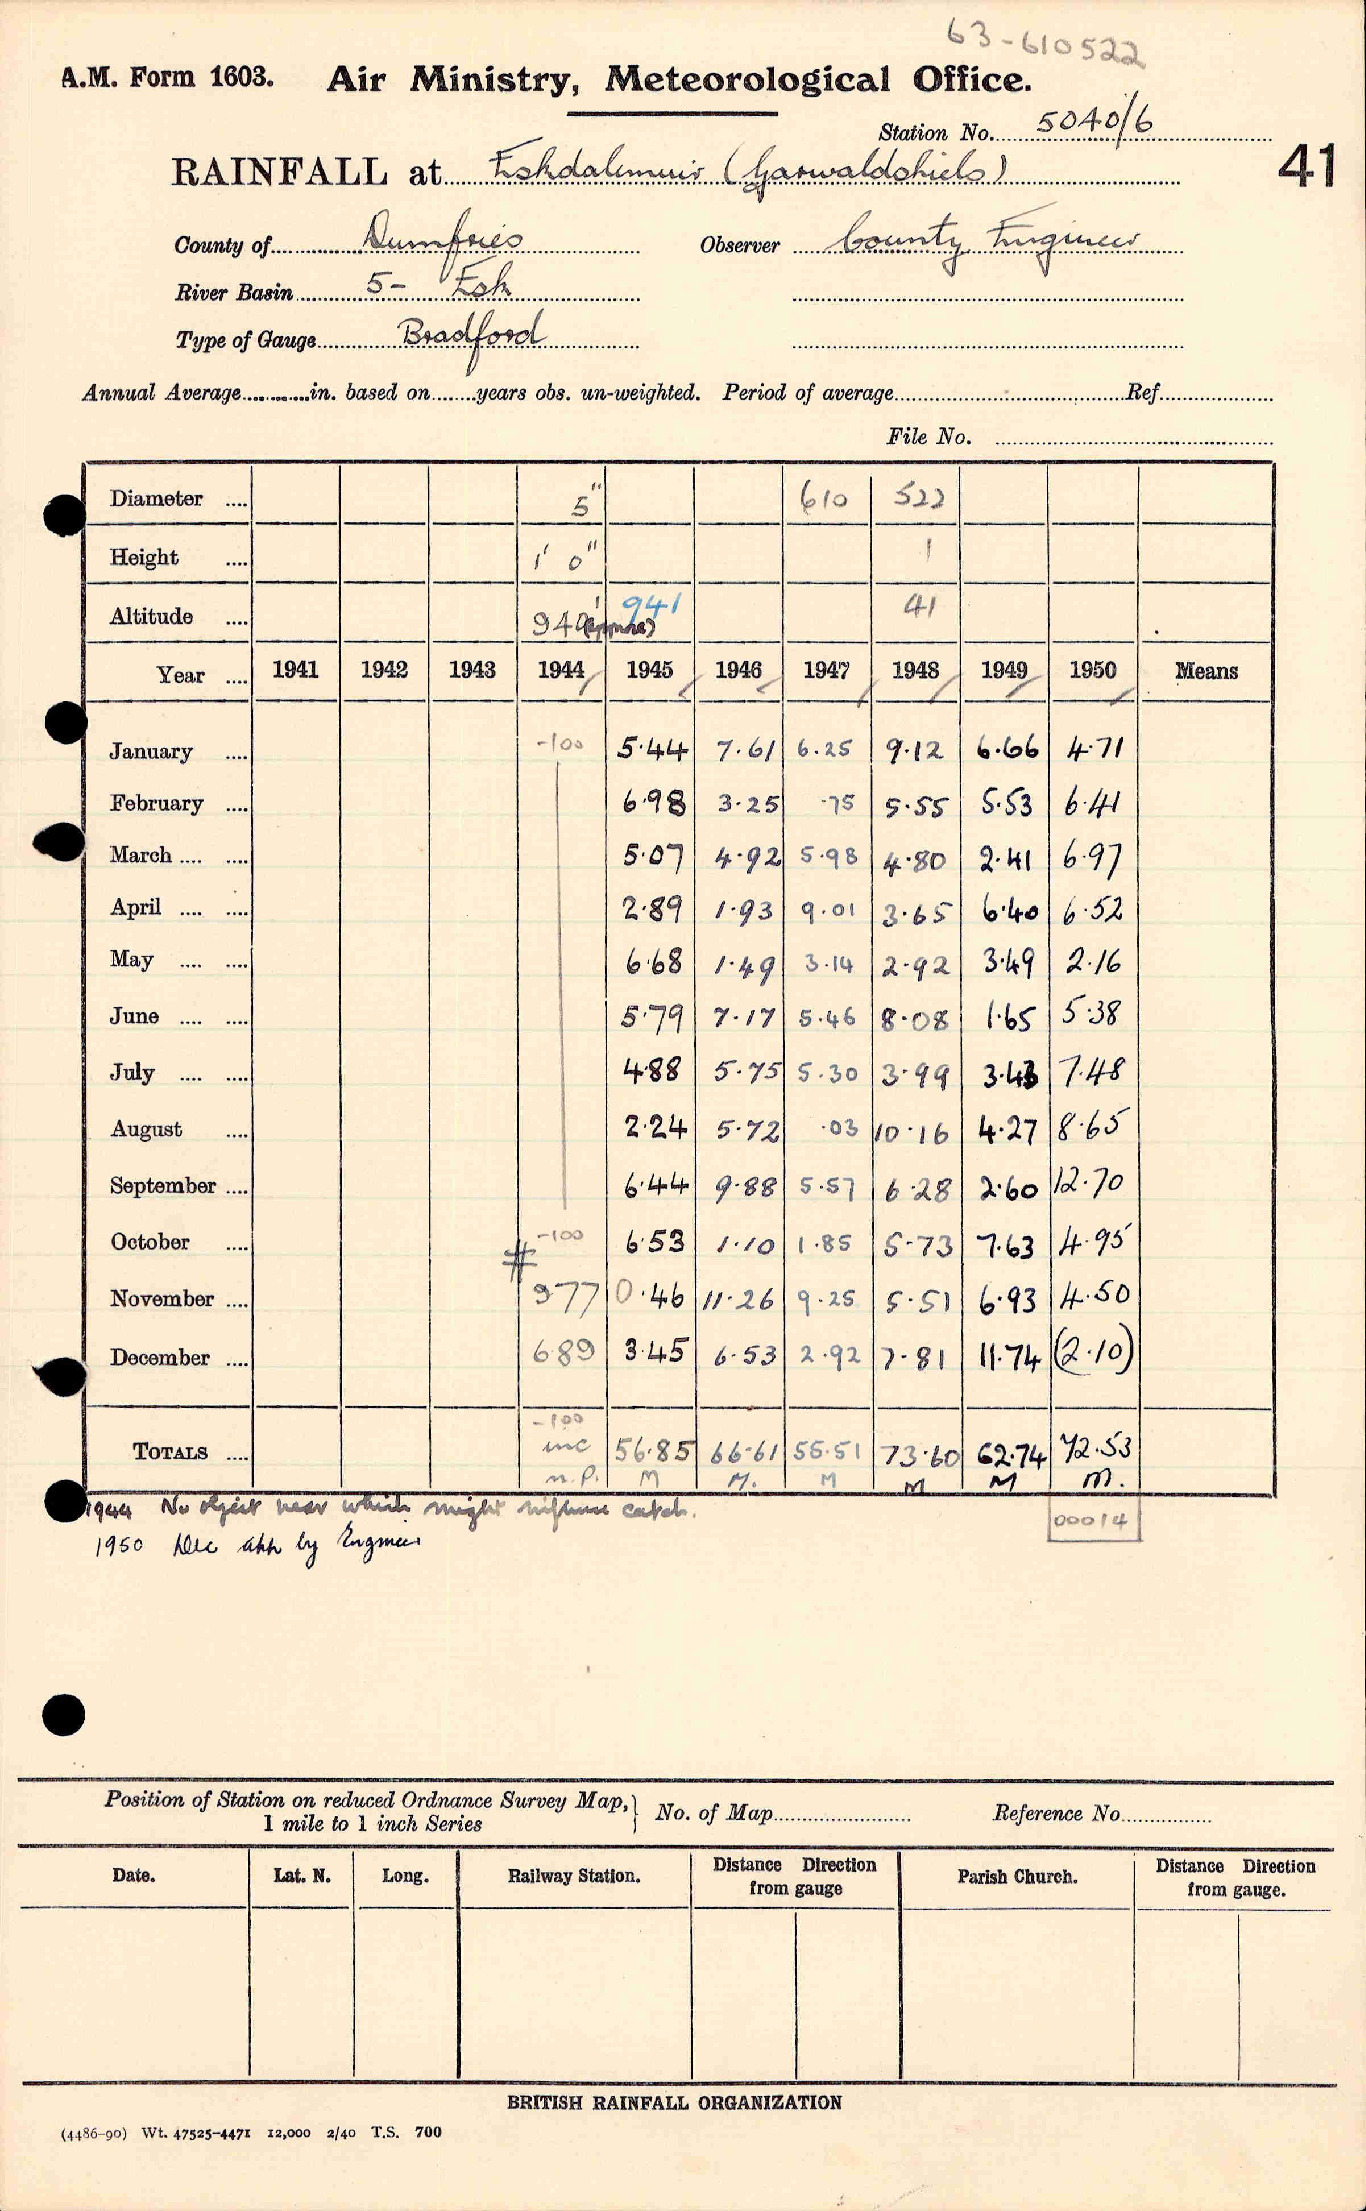 63-610522
A.M. Form 1603. Air Ministry, Meteorological Office.
Station No. 5040/6
RAINFALL at Eskdalemuir (Garwaldshiels) 41
County of Dumfries Observer County Engineer
River Basin 5- Esk
Type of Gauge Bradford
Annual Average............in. based on........years obs. un-weighted. Period of average........................Ref.....................
File No. ..................
Diameter .... 5" 610 522
Height .... 1' 0" 1
Altitude .... 940' (approx) 941 41
Year .... 1941 1942 1943 1944 1945 1946 1947 1948 1949 1950 Means
January .... -100 5.44 7.61 6.25 9.12 6.66 4.71
February .... 6.98 3.25 .75 5.55 5.53 6.41
March .... .... 5.07 4.92 5.98 4.80 2.41 6.97
April .... .... 2.89 1.93 9.01 3.65 6.40 6.52
May .... .... 6.68 1.49 3.14 2.92 3.49 2.16
June .... .... 5.79 7.17 5.46 8.08 1.65 5.38
July .... .... 4.88 5.75 5.30 3.99 3.43 7.48
August .... 2.24 5.72 .03 10.16 4.27 8.65
September .... 6.44 9.88 5.57 6.28 2.60 12.70
October .... # -100 6.53 1.10 1.85 5.73 7.63 4.95
November .... 977 0.46 11.26 9.25 5.51 6.93 4.50
December .... 689 3.45 6.53 2.92 7.81 11.74 (2.10)
-100
TOTALS .... inc 56.85 66.61 55.51 73.60 62.74 72.53
n.p. M M. M M M M.
1944 No object near which might influence catch.
00014
1950 Dec app by Engineer
Position of Station on reduced Ordnance Survey Map, 1 mile to 1 inch Series } No. of Map........................ Reference No................
Date. Lat. N. Long. Railway Station. Distance Direction from gauge Parish Church. Distance Direction from gauge.
BRITISH RAINFALL ORGANIZATION
(4486-90) Wt. 47525-4471 12,000 2/40 T.S. 700